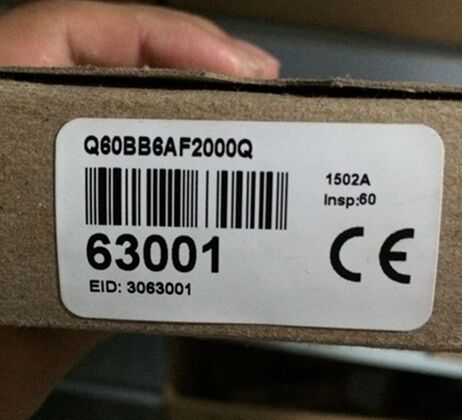 Q60BB6AF2000Q
1502A
Insp:60
63001
CE
EID: 3063001